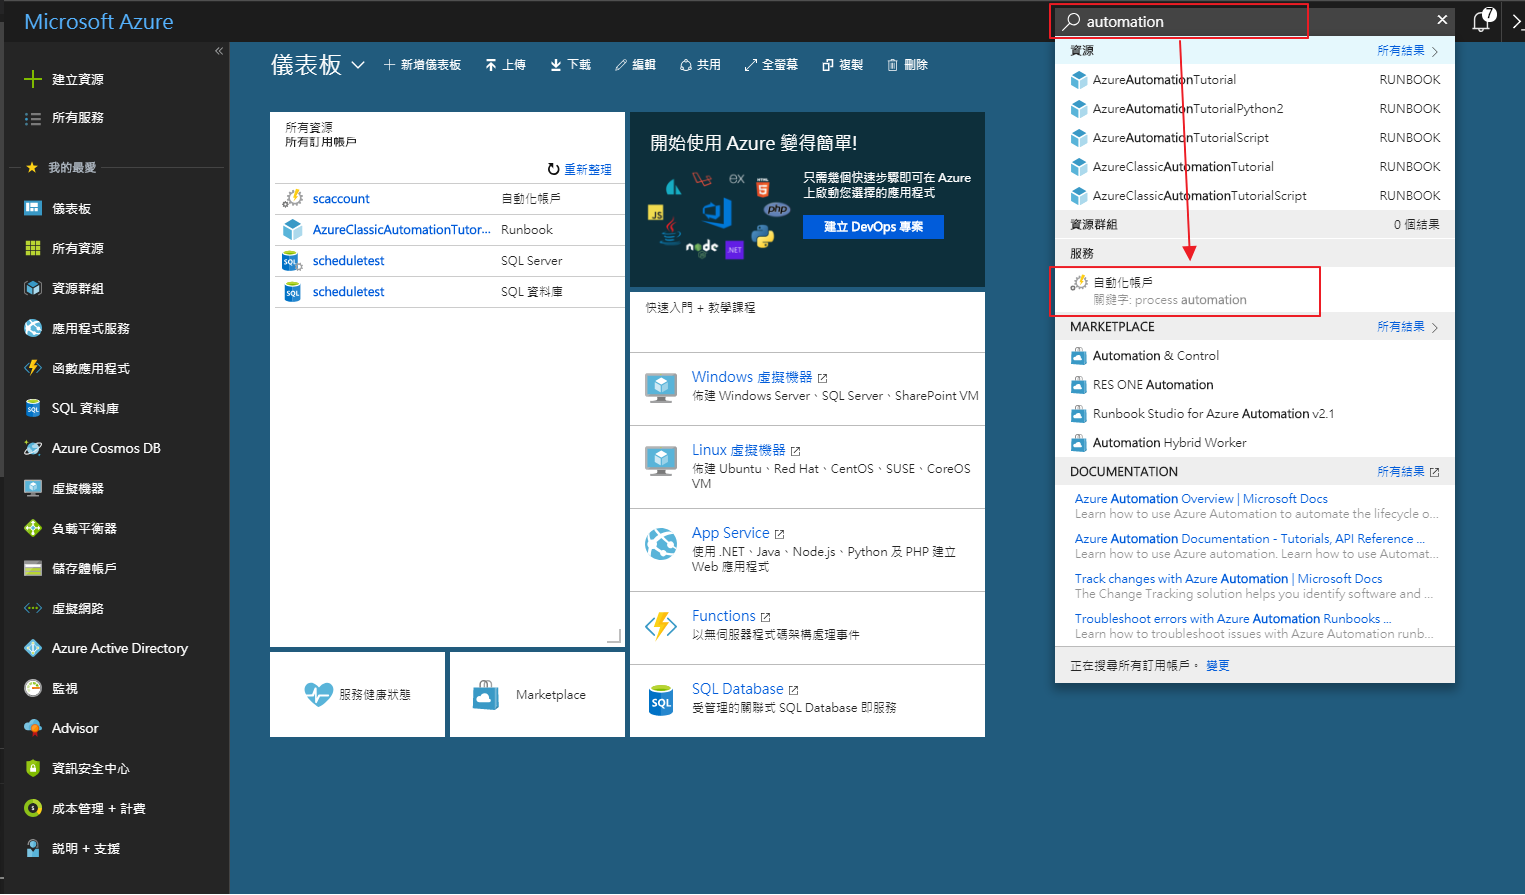 Microsoft Azure
automation
7
«
建立資源
所有服務
我的最愛
儀表板
所有資源
資源群組
應用程式服務
函數應用程式
SQL 資料庫
Azure Cosmos DB
虛擬機器
負載平衡器
儲存體帳戶
虛擬網路
Azure Active Directory
監視
Advisor
資訊安全中心
成本管理 + 計費
說明 + 支援
儀表板
新增儀表板
上傳
下載
編輯
共用
全螢幕
複製
刪除
所有資源
所有訂用帳戶
重新整理
scaccount 自動化帳戶
AzureClassicAutomationTutor... Runbook
scheduletest SQL Server
scheduletest SQL 資料庫
服務健康狀態
Marketplace
開始使用 Azure 變得簡單!
只需幾個快速步驟即可在 Azure
上啟動您選擇的應用程式
建立 DevOps 專案
ex
JS
php
node
.NET
快速入門 + 教學課程
Windows 虛擬機器
佈建 Windows Server、SQL Server、SharePoint VM
Linux 虛擬機器
佈建 Ubuntu、Red Hat、CentOS、SUSE、CoreOS
VM
App Service
使用 .NET、Java、Node.js、Python 及 PHP 建立
Web 應用程式
Functions
以無伺服器程式碼架構處理事件
SQL Database
受管理的關聯式 SQL Database 即服務
資源 所有結果
AzureAutomationTutorial RUNBOOK
AzureAutomationTutorialPython2 RUNBOOK
AzureAutomationTutorialScript RUNBOOK
AzureClassicAutomationTutorial RUNBOOK
AzureClassicAutomationTutorialScript RUNBOOK
資源群組 0 個結果
服務
自動化帳戶
關鍵字: process automation
MARKETPLACE 所有結果
Automation & Control
RES ONE Automation
Runbook Studio for Azure Automation v2.1
Automation Hybrid Worker
DOCUMENTATION 所有結果
Azure Automation Overview | Microsoft Docs
Learn how to use Azure Automation to automate the lifecycle o...
Azure Automation Documentation - Tutorials, API Reference ...
Learn how to use Azure automation. Learn how to use Automat...
Track changes with Azure Automation | Microsoft Docs
The Change Tracking solution helps you identify software and ...
Troubleshoot errors with Azure Automation Runbooks ...
Learn how to troubleshoot issues with Azure Automation runb...
正在搜尋所有訂用帳戶。 變更